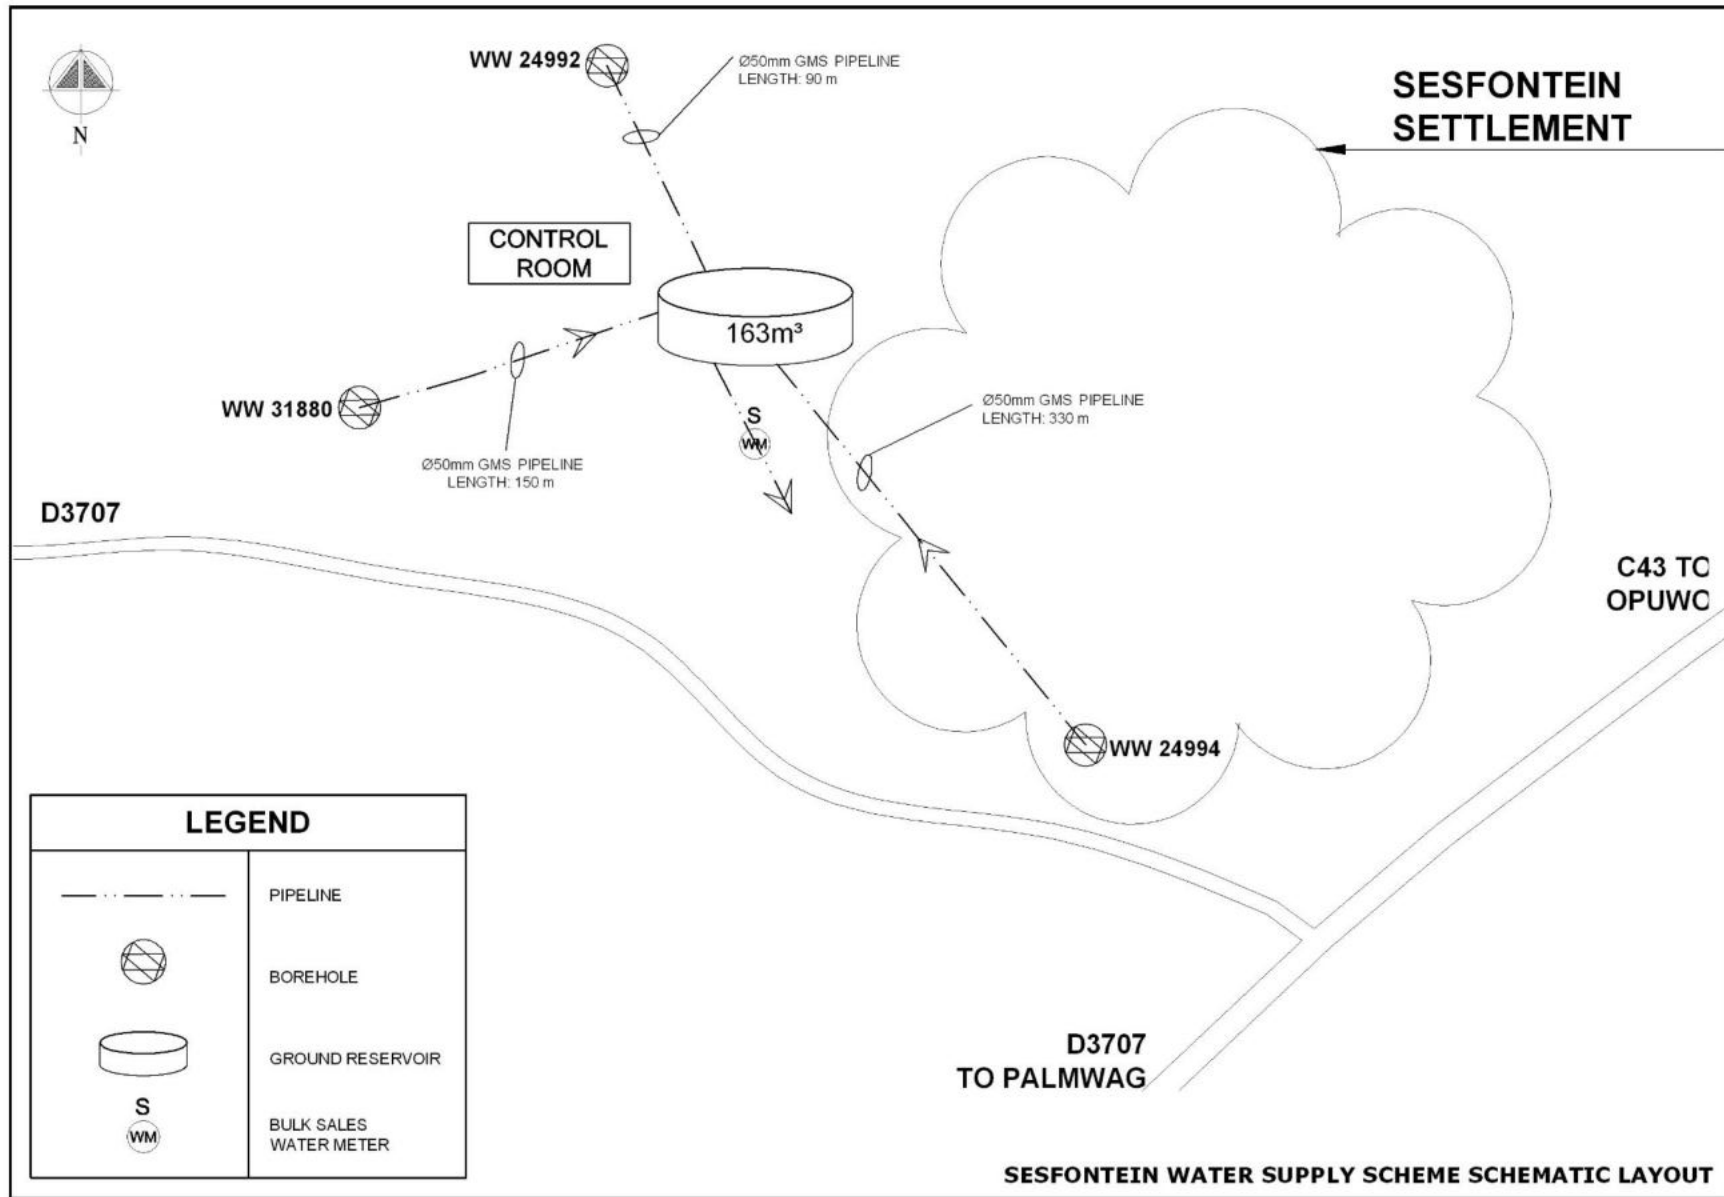 WW 24992
Ø50mm GMS PIPELINE
LENGTH: 90 m
SESFONTEIN
SETTLEMENT
N
CONTROL
ROOM
163m³
WW 31880
S
WM
Ø50mm GMS PIPELINE
LENGTH: 330 m
Ø50mm GMS PIPELINE
LENGTH: 150 m
D3707
C43 TO
OPUWO
WW 24994
LEGEND
PIPELINE
BOREHOLE
GROUND RESERVOIR
S
WM
BULK SALES
WATER METER
D3707
TO PALMWAG
SESFONTEIN WATER SUPPLY SCHEME SCHEMATIC LAYOUT